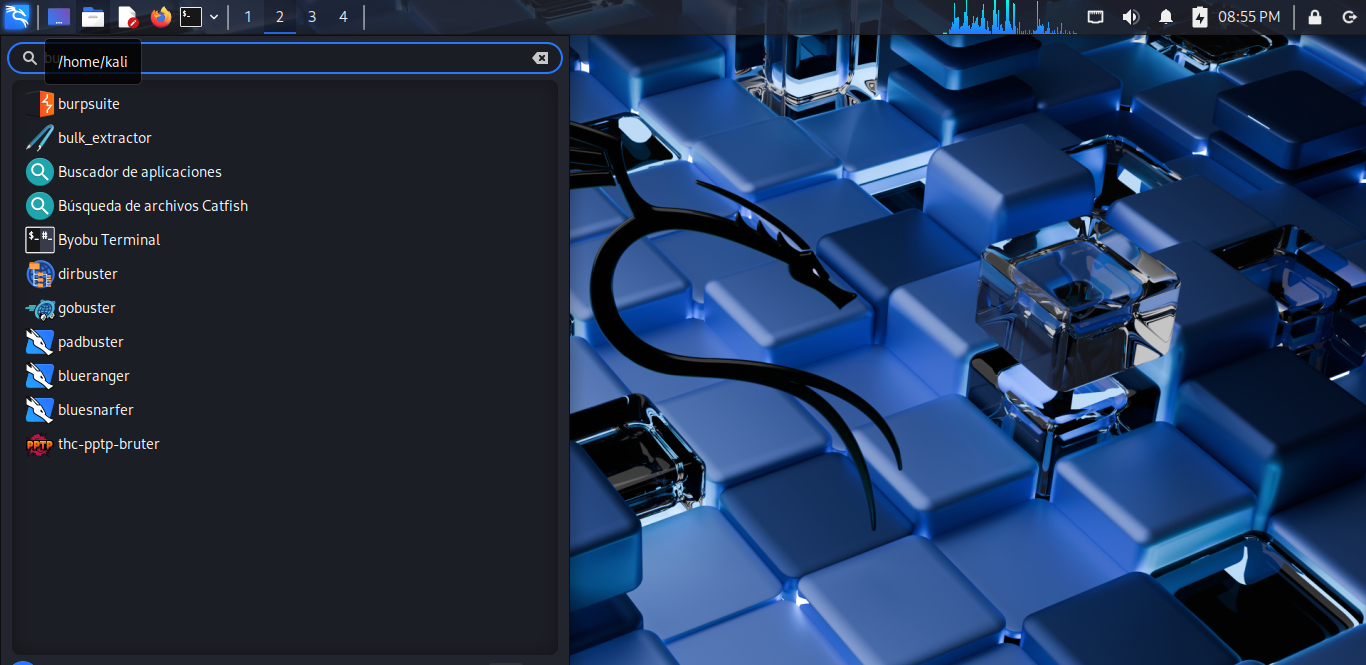 1 2 3 4 08:55 PM
/home/kali
burpsuite
bulk_extractor
Buscador de aplicaciones
Búsqueda de archivos Catfish
Byobu Terminal
dirbuster
gobuster
padbuster
blueranger
bluesnarfer
PPTP thc-pptp-bruter